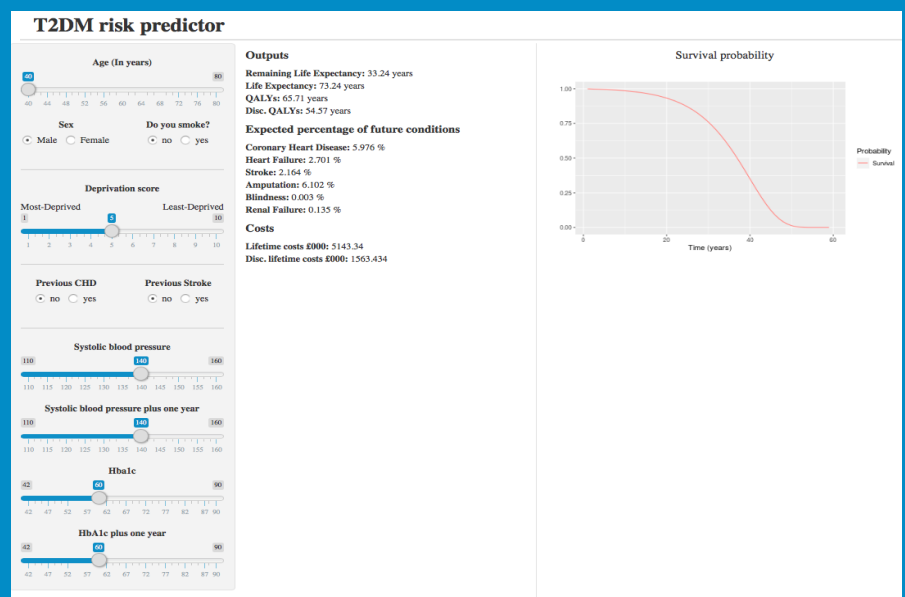 T2DM risk predictor
Age (In years)
40 80
40 44 48 52 56 60 64 68 72 76 80
Sex Do you smoke?
Male Female no yes
Deprivation score
Most-Deprived Least-Deprived
1 5 10
1 2 3 4 5 6 7 8 9 10
Previous CHD Previous Stroke
no yes no yes
Systolic blood pressure
110 140 160
110 115 120 125 130 135 140 145 150 155 160
Systolic blood pressure plus one year
110 140 160
110 115 120 125 130 135 140 145 150 155 160
Hba1c
42 60 90
42 47 52 57 62 67 72 77 82 87 90
HbA1c plus one year
42 60 90
42 47 52 57 62 67 72 77 82 87 90
Outputs
Remaining Life Expectancy: 33.24 years
Life Expectancy: 73.24 years
QALYs: 65.71 years
Disc. QALYs: 54.57 years
Expected percentage of future conditions
Coronary Heart Disease: 5.976 %
Heart Failure: 2.701 %
Stroke: 2.164 %
Amputation: 6.102 %
Blindness: 0.003 %
Renal Failure: 0.135 %
Costs
Lifetime costs £000: 5143.34
Disc. lifetime costs £000: 1563.434
Survival probability
1.00
0.75
0.50
0.25
0.00
0 20 40 60
Time (years)
Probability
Survival